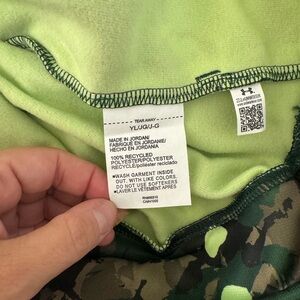 TEAR AWAY
YLG/G/J-G
MADE IN JORDAN/
FABRIQUÉ EN JORDANIE/
HECHO EN JORDANIA
100% RECYCLED
POLYESTER/POLYESTER
RECYCLÉ/poliéster reciclado
•WASH GARMENT INSIDE
OUT, WITH LIKE COLORS.
DO NOT USE SOFTENERS
•LAVER LE VÊTEMENT AVEC